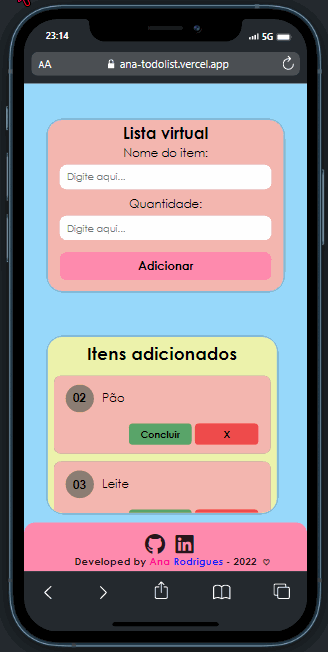 23:14
5G
AA
ana-todolist.vercel.app
Lista virtual
Nome do item:
Digite aqui...
Quantidade:
Digite aqui...
Adicionar
Itens adicionados
02 Pão
Concluir X
03 Leite
in
Developed by Ana Rodrigues - 2022